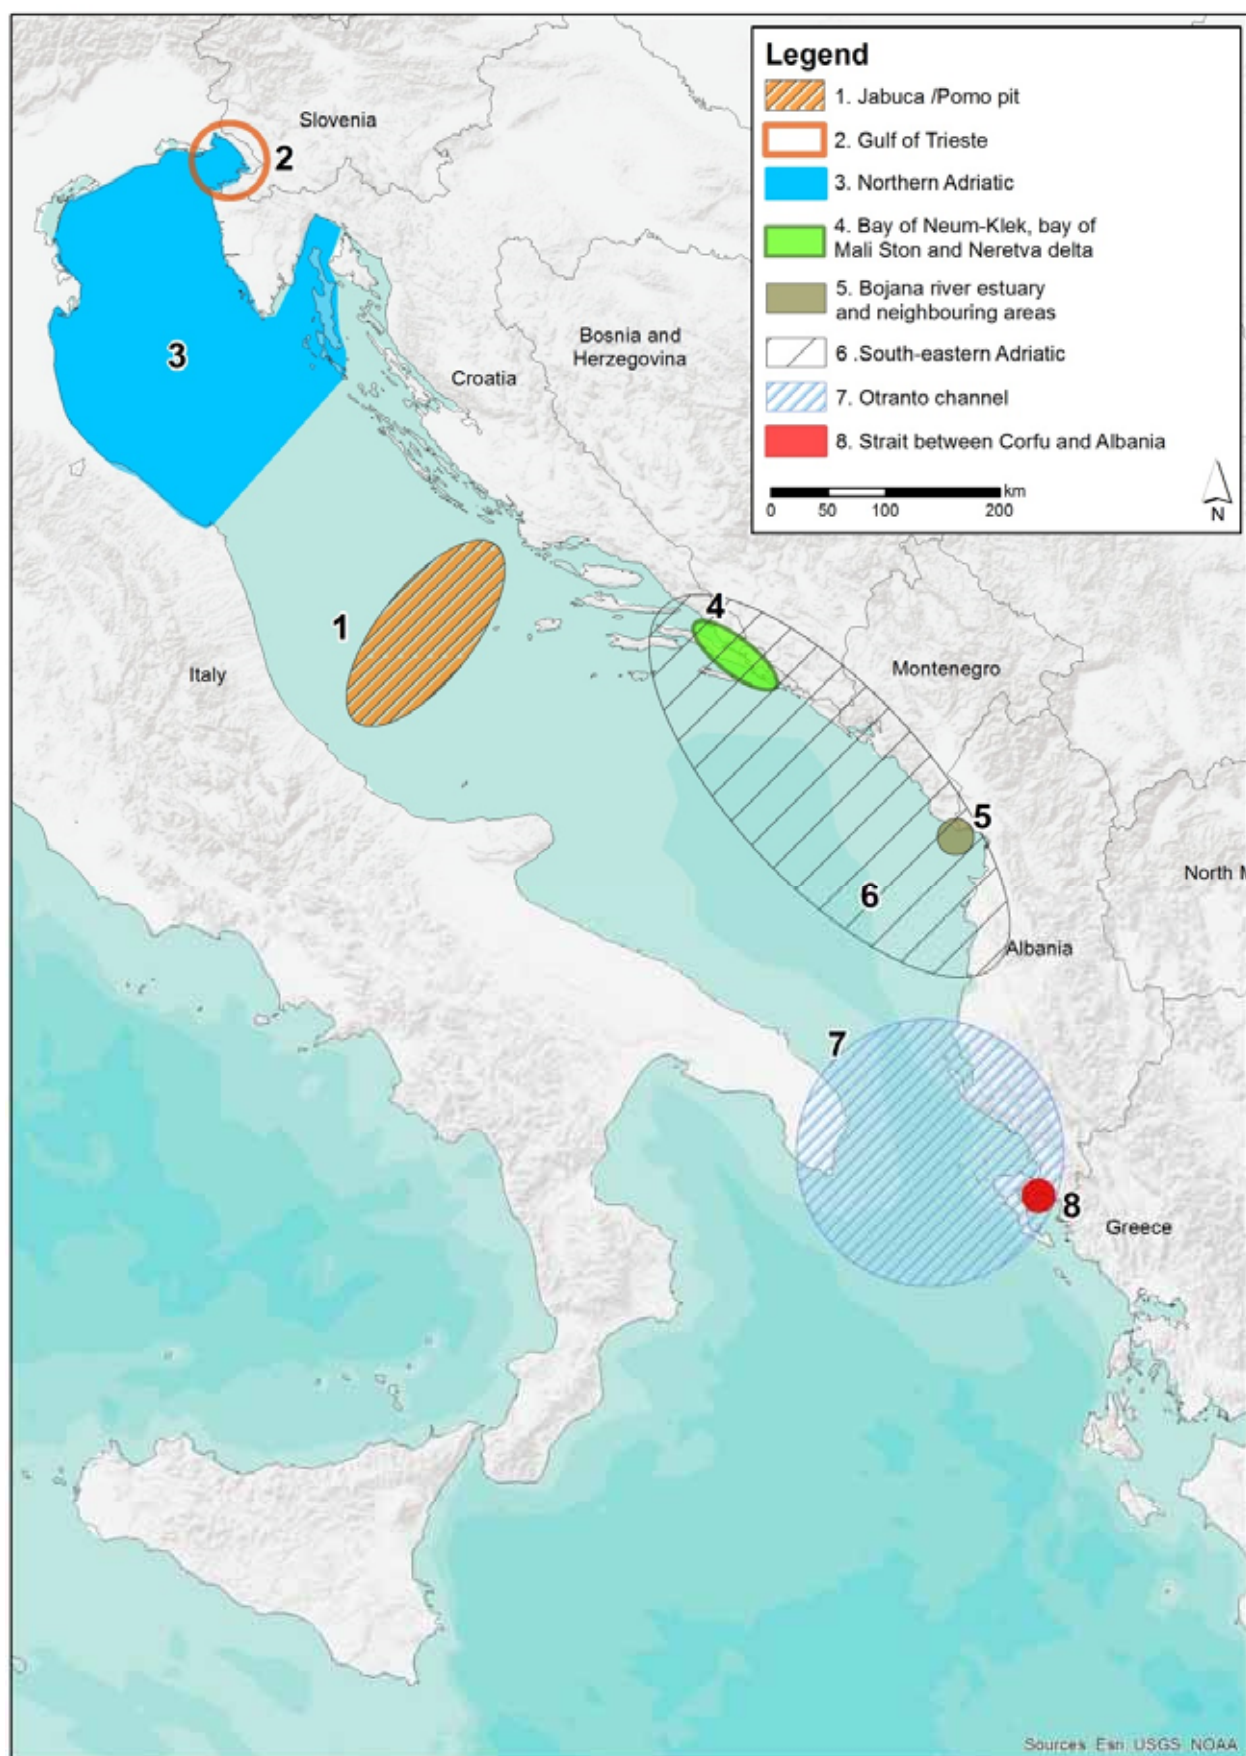 Legend
1. Jabuca /Pomo pit
2. Gulf of Trieste
3. Northern Adriatic
4. Bay of Neum-Klek, bay of
Mali Ston and Neretva delta
5. Bojana river estuary
and neighbouring areas
6 .South-eastern Adriatic
7. Otranto channel
8. Strait between Corfu and Albania
km
0 50 100 200
N
Slovenia
2
Bosnia and
Herzegovina
3
Croatia
4
1
Italy
Montenegro
5
North M
6
Albania
7
8
Greece
Sources Esri USGS NOAA